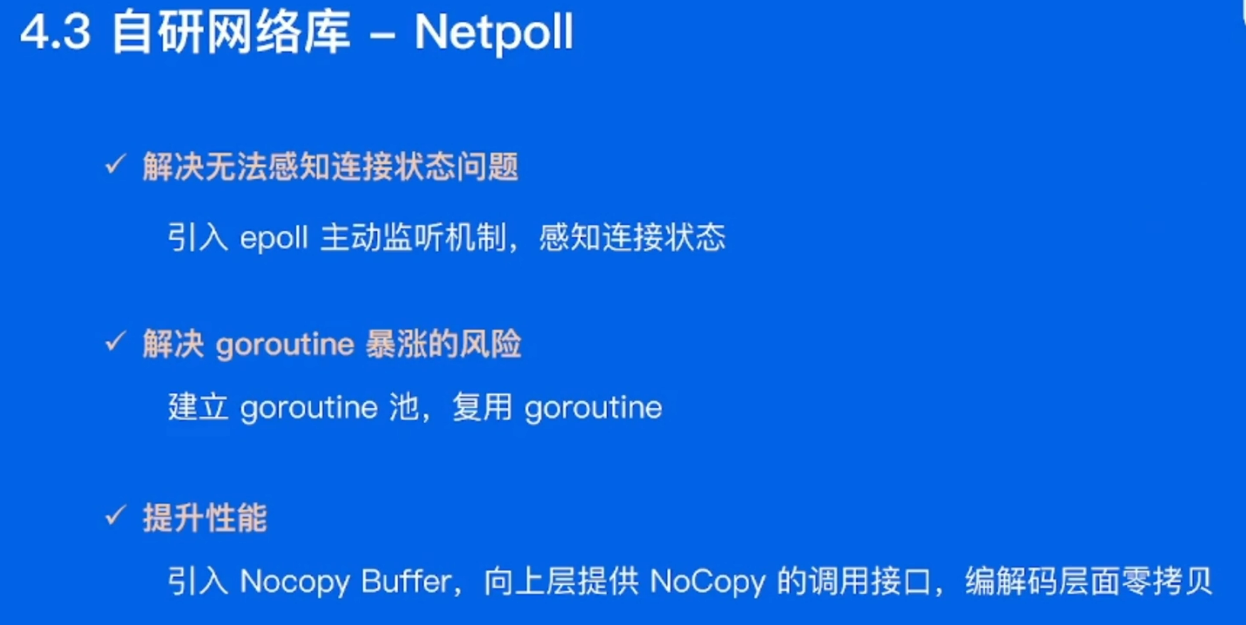 4.3 自研网络库 – Netpoll
✓ 解决无法感知连接状态问题
引入 epoll 主动监听机制，感知连接状态
✓ 解决 goroutine 暴涨的风险
建立 goroutine 池，复用 goroutine
✓ 提升性能
引入 Nocopy Buffer，向上层提供 NoCopy 的调用接口，编解码层面零拷贝